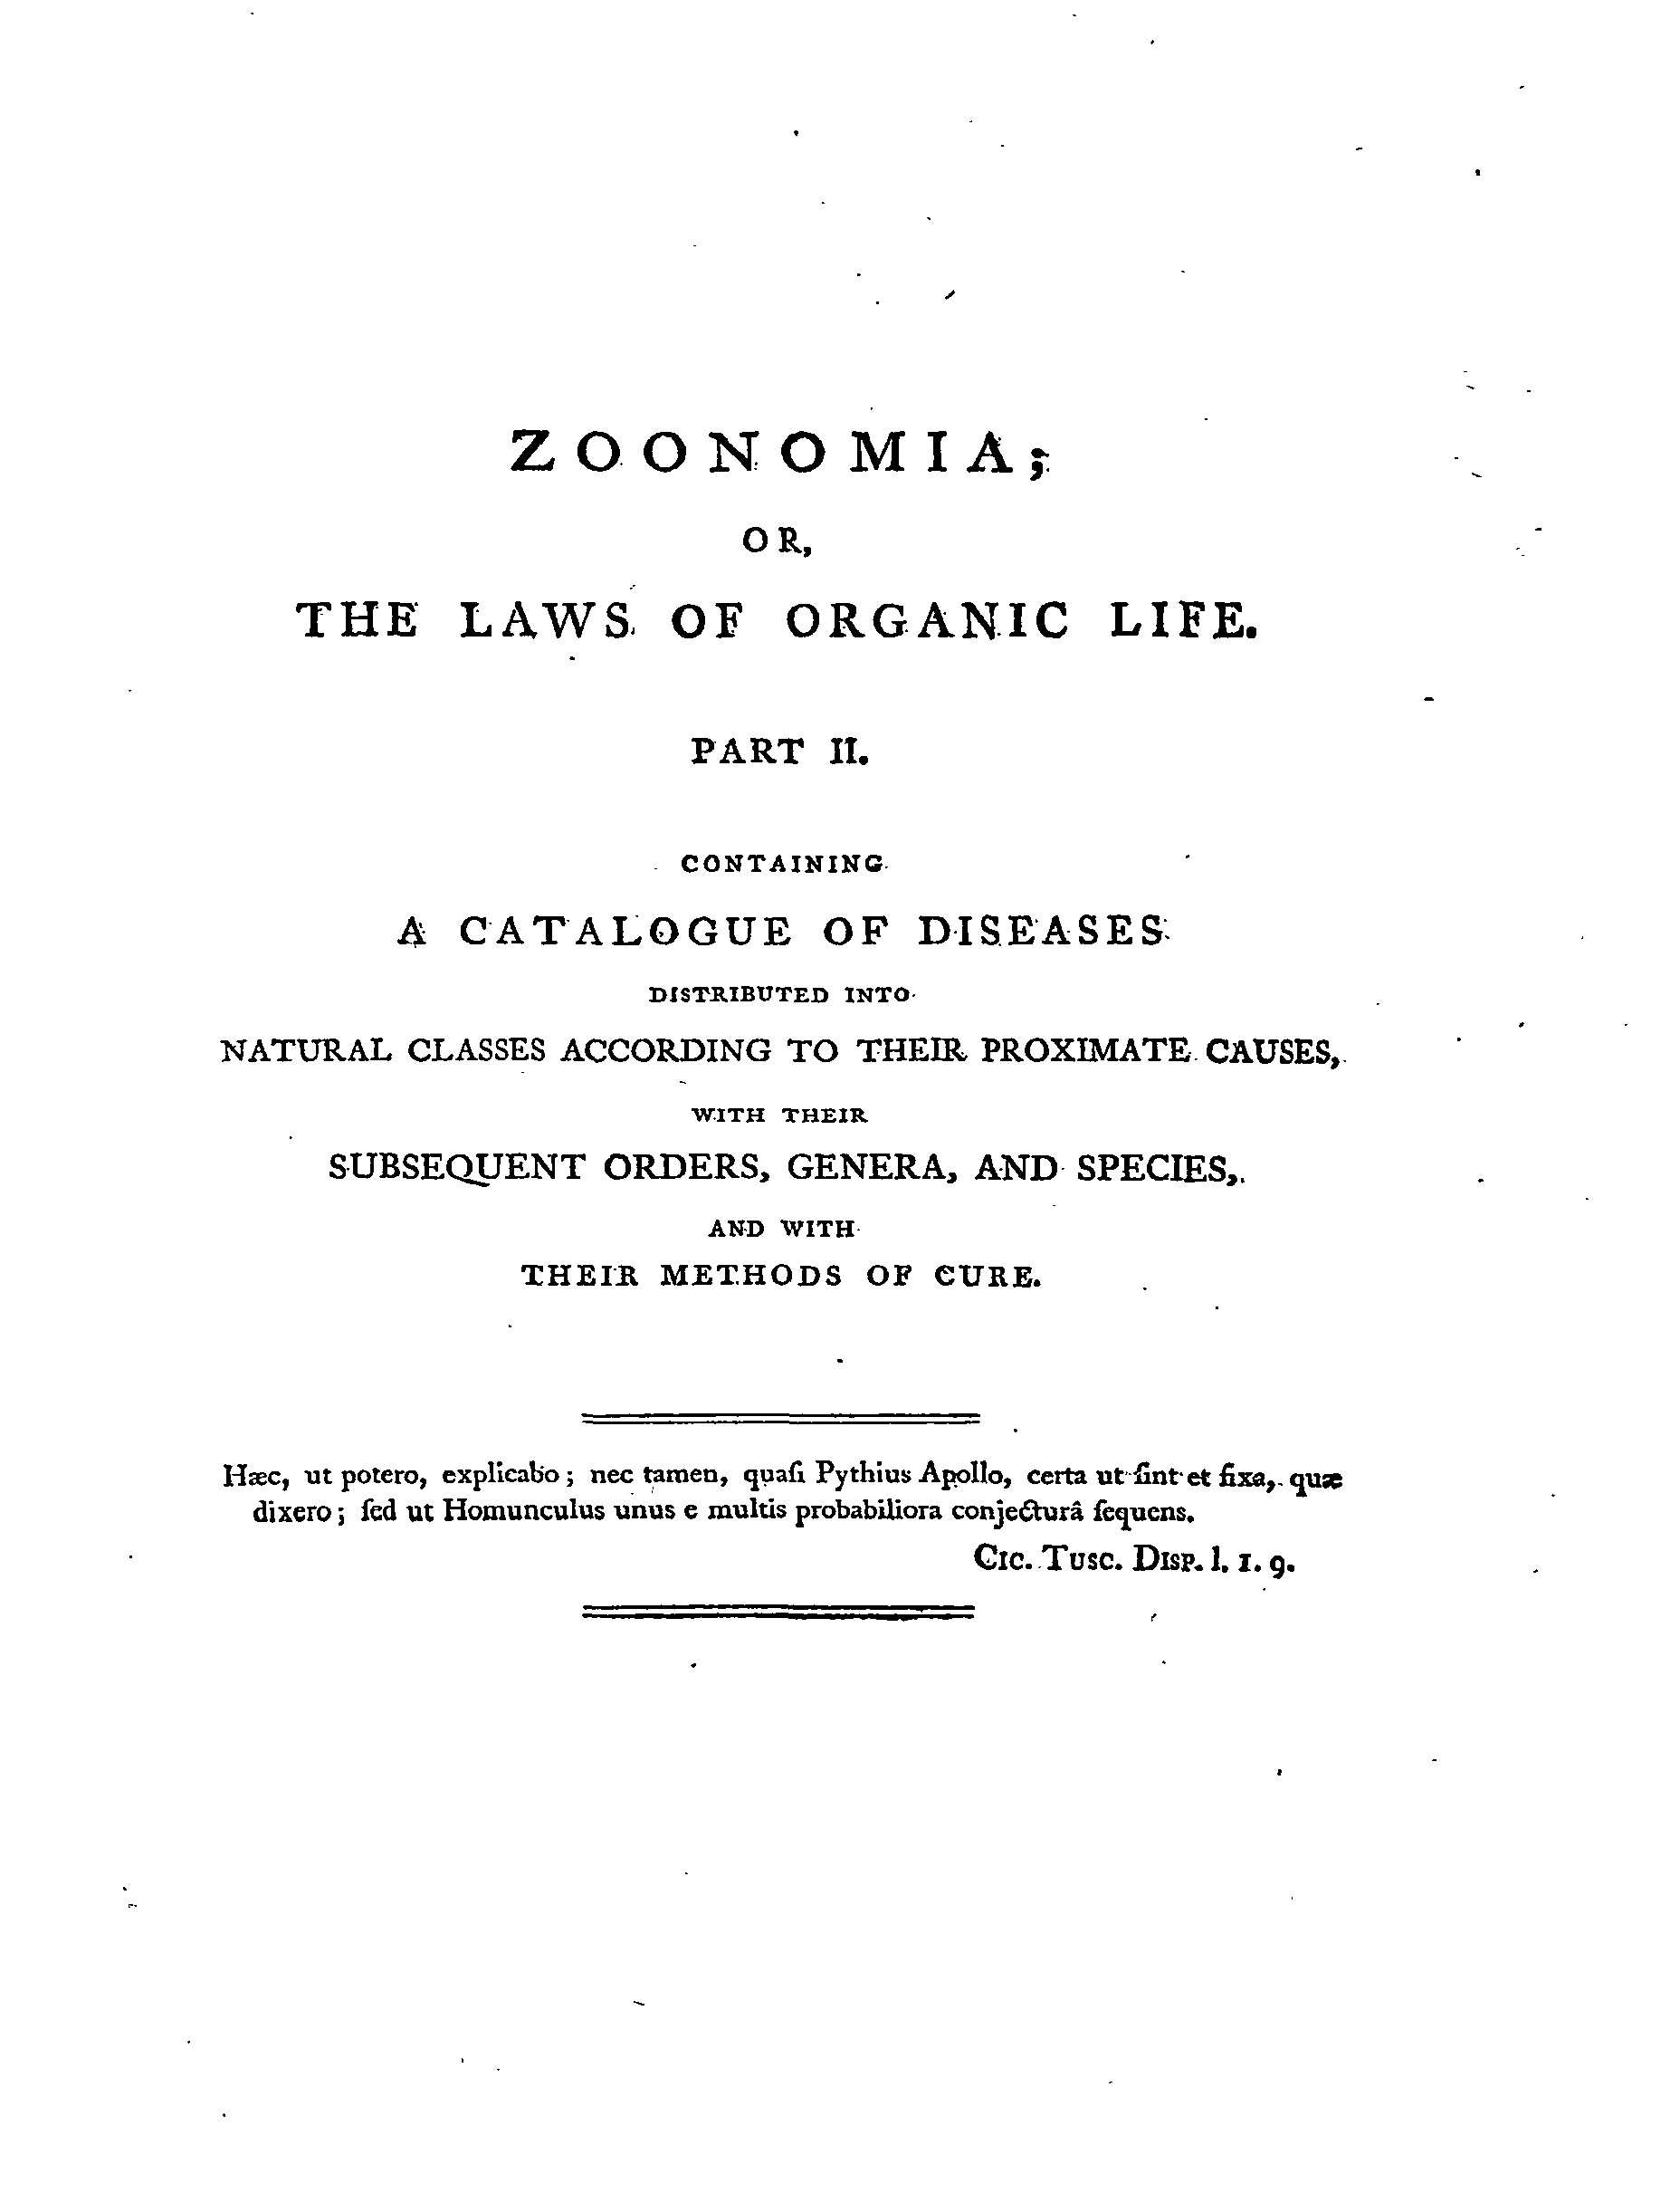 ZOONOMIA;
OR,
THE LAWS OF ORGANIC LIFE.
PART II.
CONTAINING
A CATALOGUE OF DISEASES
DISTRIBUTED INTO
NATURAL CLASSES ACCORDING TO THEIR PROXIMATE CAUSES,
WITH THEIR
SUBSEQUENT ORDERS, GENERA, AND SPECIES,
AND WITH
THEIR METHODS OF CURE.
Hæc, ut potero, explicabo; nec tamen, quaſi Pythius Apollo, certa ut ſint et fixa, quæ
dixero; ſed ut Homunculus unus e multis probabiliora conjecturâ ſequens.
CIC. TUSC. DISP. l. 1. 9.